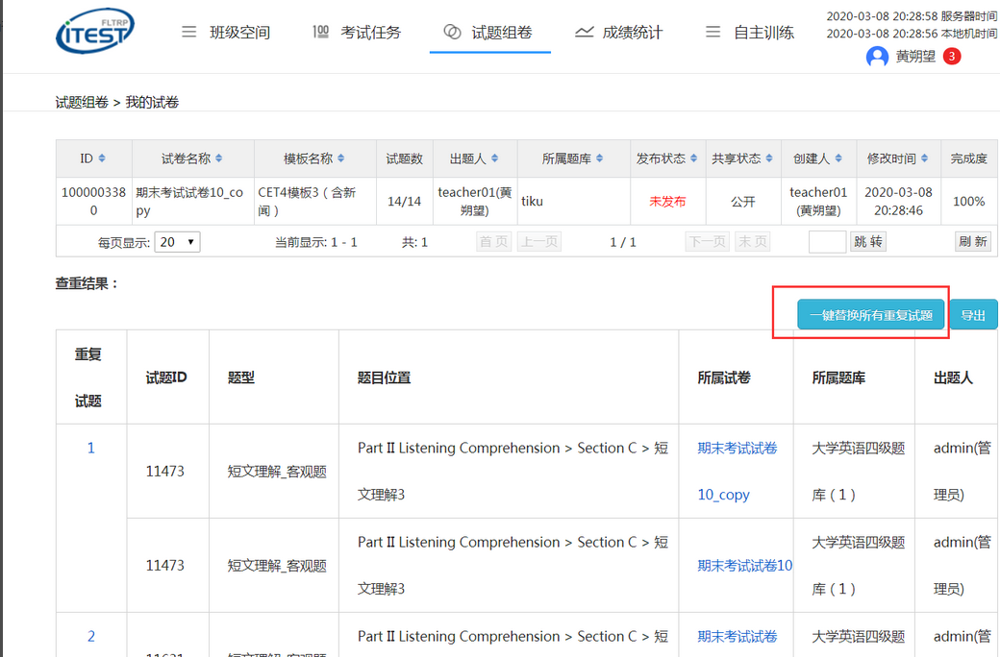 FLTRP
iTEST
班级空间
100 考试任务
试题组卷
成绩统计
自主训练
2020-03-08 20:28:58 服务器时间
2020-03-08 20:28:56 本地机时间
黄朔望 3
试题组卷 > 我的试卷
ID 试卷名称 模板名称 试题数 出题人 所属题库 发布状态 共享状态 创建人 修改时间 完成度
100000338 期末考试试卷10_co CET4模板3（含新 14/14 teacher01(黄 tiku 未发布 公开 teacher01 2020-03-08 100%
0 py 闻） 朔望) (黄朔望) 20:28:46
每页显示: 20 当前显示: 1 - 1 共: 1 首 页 上一页 1 / 1 下一页 末 页 跳 转 刷 新
查重结果：
一键替换所有重复试题 导出
重复
试题 试题ID 题型 题目位置 所属试卷 所属题库 出题人
1 11473 短文理解_客观题 Part II Listening Comprehension > Section C > 短 期末考试试卷 大学英语四级题 admin(管
文理解3 10_copy 库（1） 理员)
11473 短文理解_客观题 Part II Listening Comprehension > Section C > 短 期末考试试卷10 大学英语四级题 admin(管
文理解3 库（1） 理员)
2 Part II Listening Comprehension > Section C > 短 期末考试试卷 大学英语四级题 admin(管